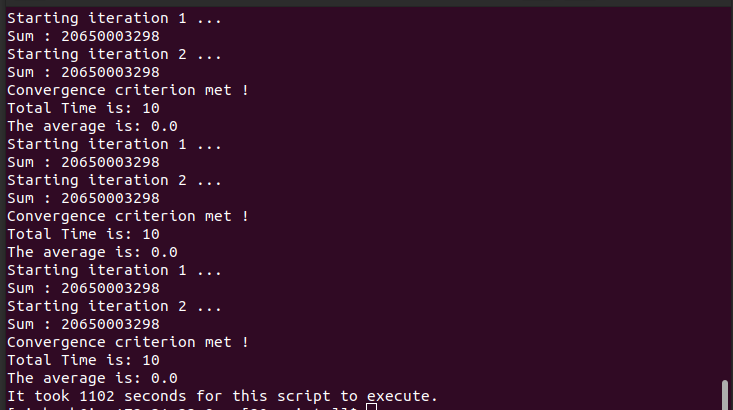 Starting iteration 1 ...
Sum : 20650003298
Starting iteration 2 ...
Sum : 20650003298
Convergence criterion met !
Total Time is: 10
The average is: 0.0
Starting iteration 1 ...
Sum : 20650003298
Starting iteration 2 ...
Sum : 20650003298
Convergence criterion met !
Total Time is: 10
The average is: 0.0
Starting iteration 1 ...
Sum : 20650003298
Starting iteration 2 ...
Sum : 20650003298
Convergence criterion met !
Total Time is: 10
The average is: 0.0
It took 1102 seconds for this script to execute.